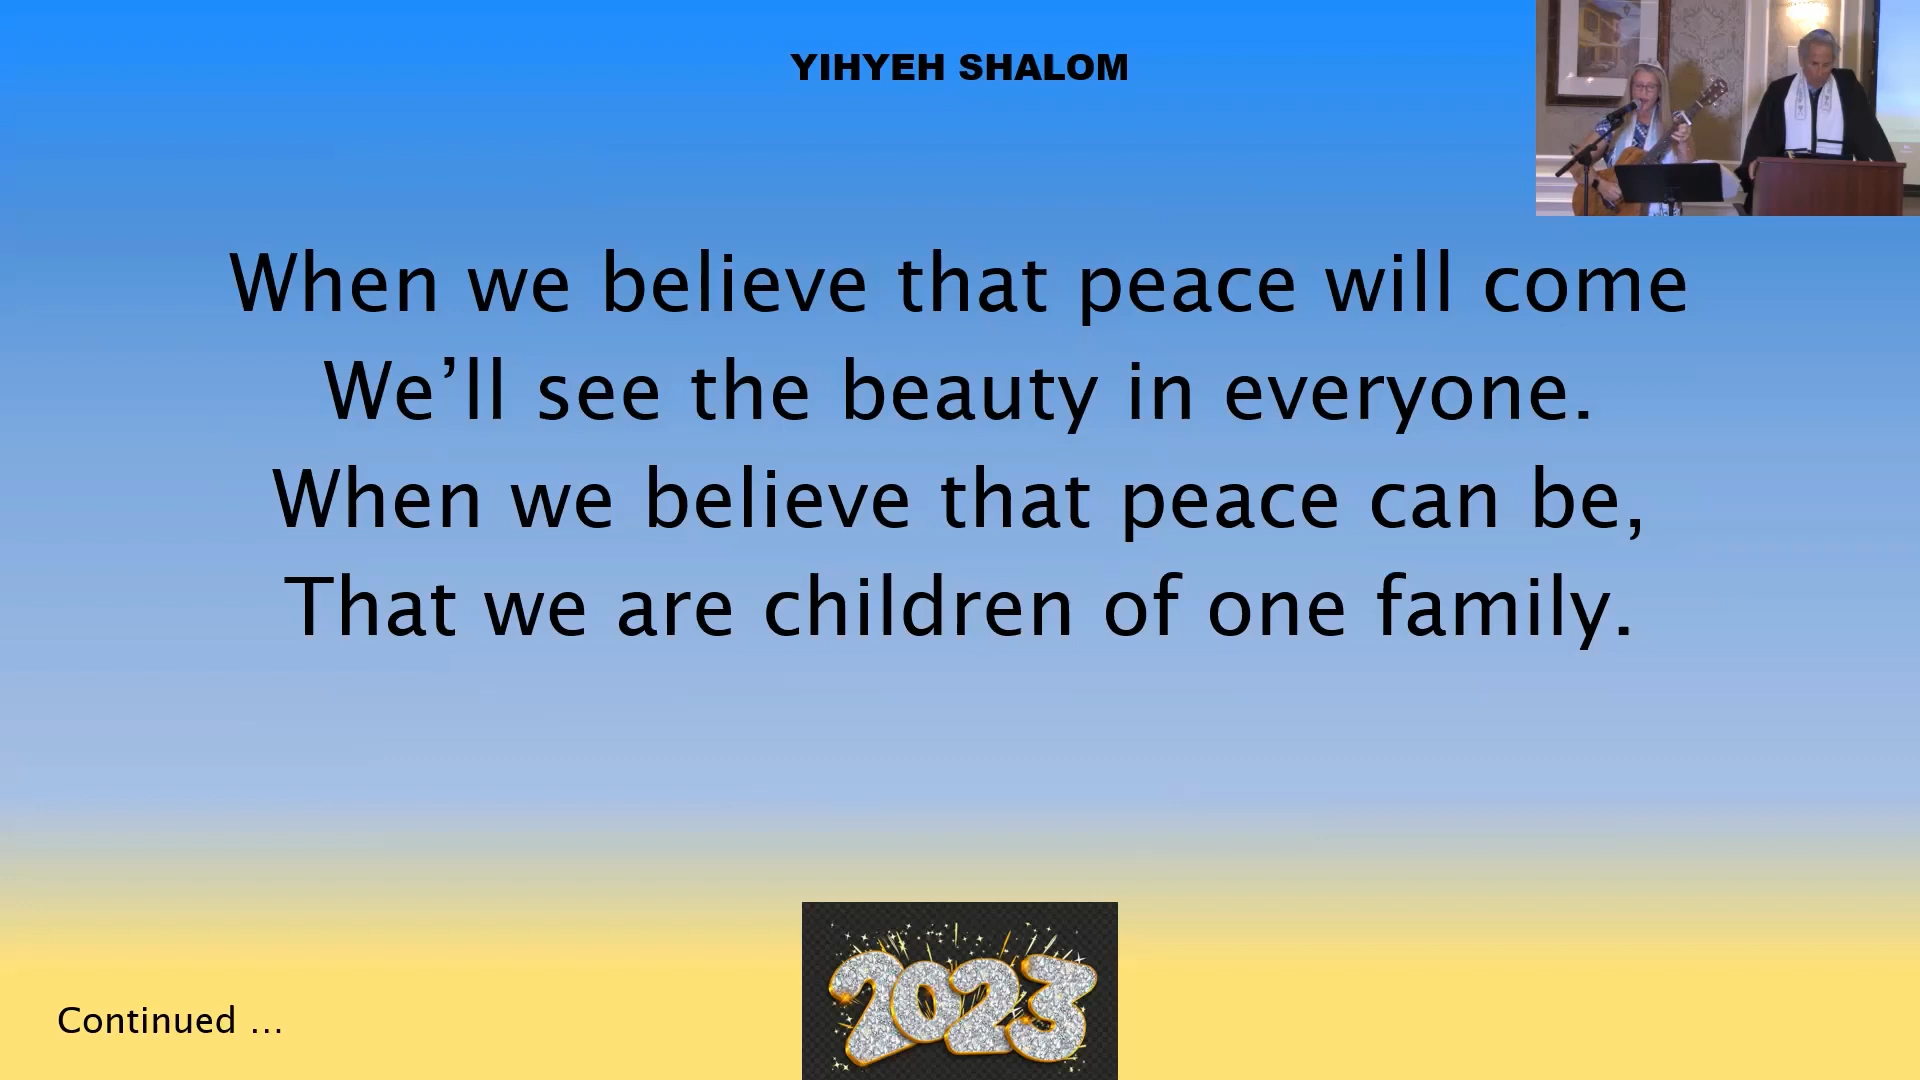 YIHYEH SHALOM
When we believe that peace will come
We’ll see the beauty in everyone.
When we believe that peace can be,
That we are children of one family.
2023
Continued ...